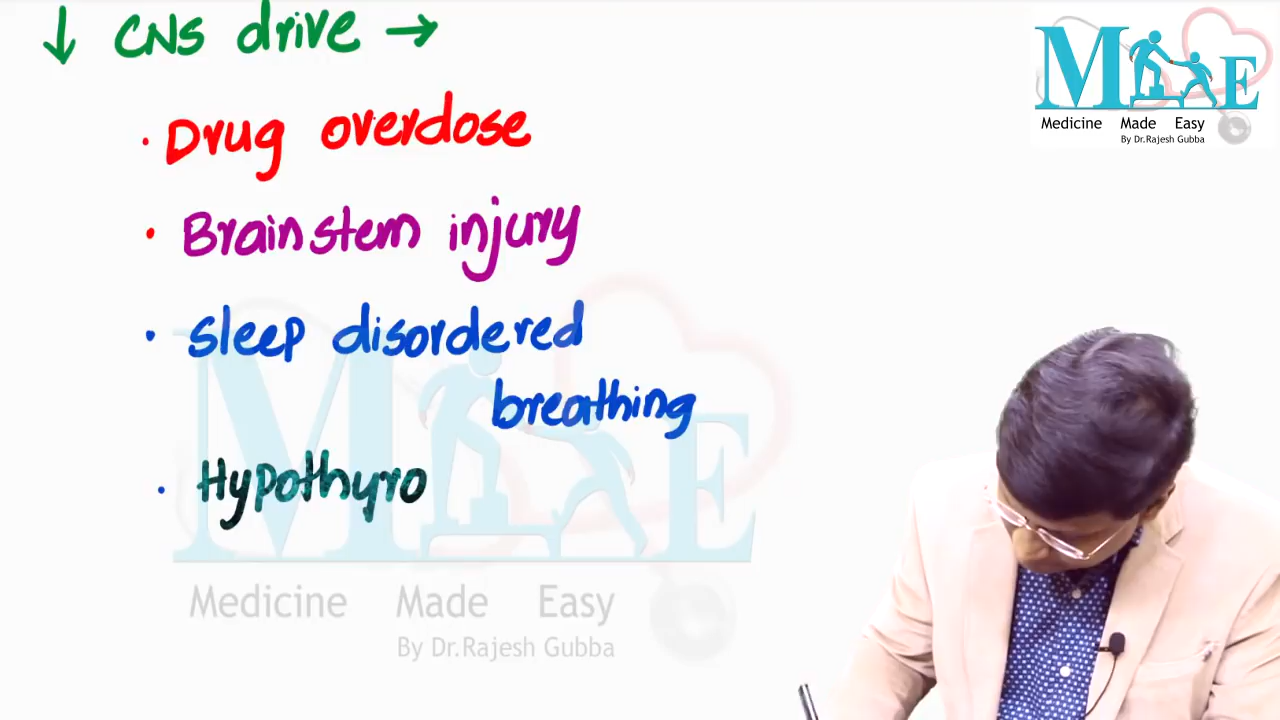 ↓ CNS drive →
M E
Medicine Made Easy
By Dr.Rajesh Gubba
· Drug overdose
· Brainstem injury
· Sleep disordered
breathing
· Hypothyro
M E
Medicine Made Easy
By Dr.Rajesh Gubba